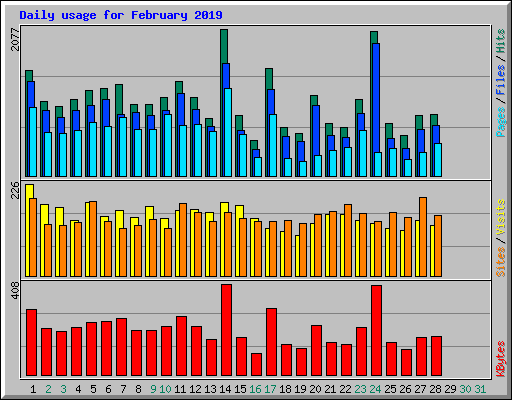 Daily usage for February 2019
2077
Pages / Files / Hits
226
Sites / Visits
408
KBytes
1 2 3 4 5 6 7 8 9 10 11 12 13 14 15 16 17 18 19 20 21 22 23 24 25 26 27 28 29 30 31